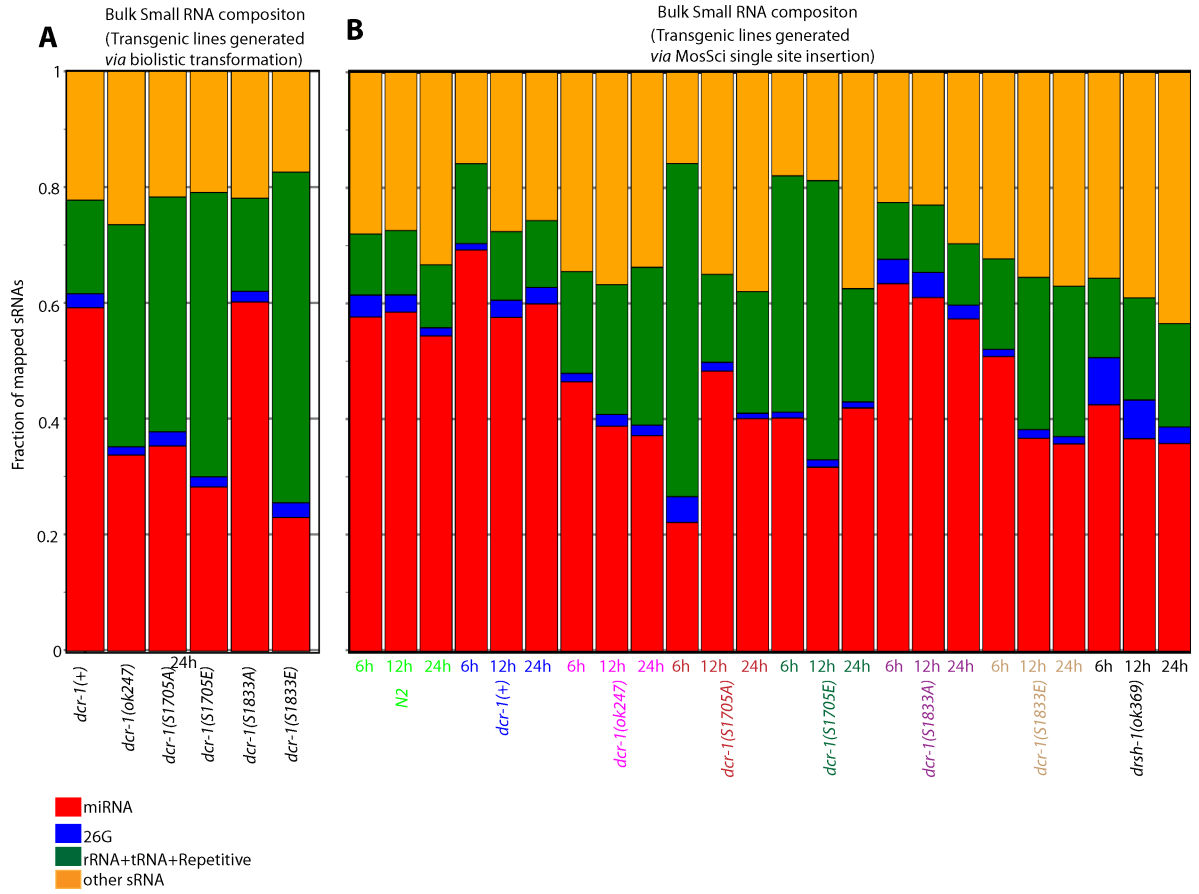 A
Bulk Small RNA compositon
(Transgenic lines generated
via biolistic transformation)
B
Bulk Small RNA compositon
(Transgenic lines generated
via MosSci single site insertion)
Fraction of mapped sRNAs
1
0.8
0.6
0.4
0.2
0
24h
dcr-1(+)
dcr-1(ok247)
dcr-1(S1705A)
dcr-1(S1705E)
dcr-1(S1833A)
dcr-1(S1833E)
6h 12h 24h 6h 12h 24h 6h 12h 24h 6h 12h 24h 6h 12h 24h 6h 12h 24h 6h 12h 24h 6h 12h 24h
N2
dcr-1(+)
dcr-1(ok247)
dcr-1(S1705A)
dcr-1(S1705E)
dcr-1(S1833A)
dcr-1(S1833E)
drsh-1(ok369)
miRNA
26G
rRNA+tRNA+Repetitive
other sRNA